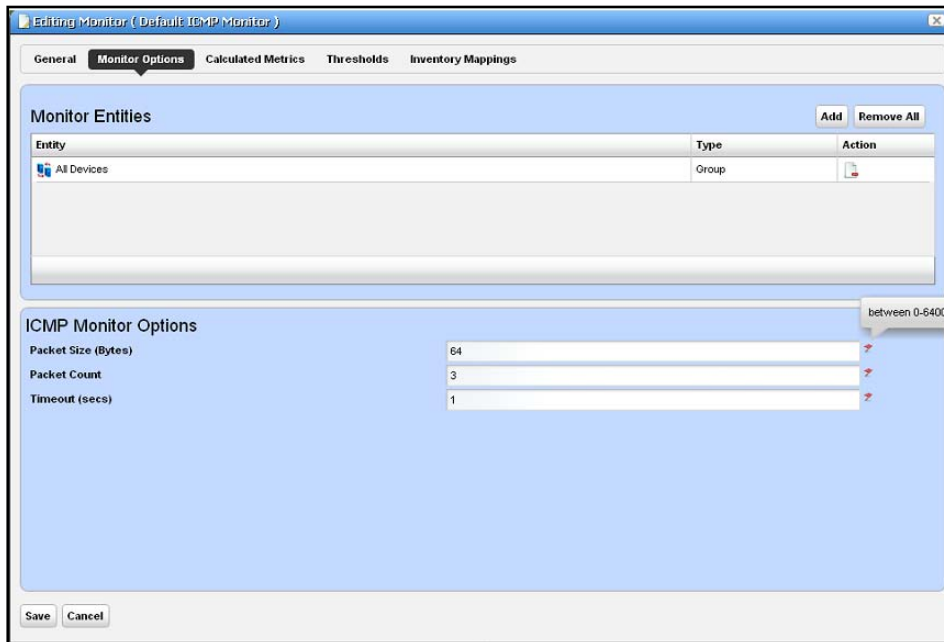 Editing Monitor ( Default ICMP Monitor )
General Monitor Options Calculated Metrics Thresholds Inventory Mappings
Monitor Entities Add Remove All
Entity Type Action
All Devices Group
between 0-6400
ICMP Monitor Options
Packet Size (Bytes) 64
Packet Count 3
Timeout (secs) 1
Save Cancel